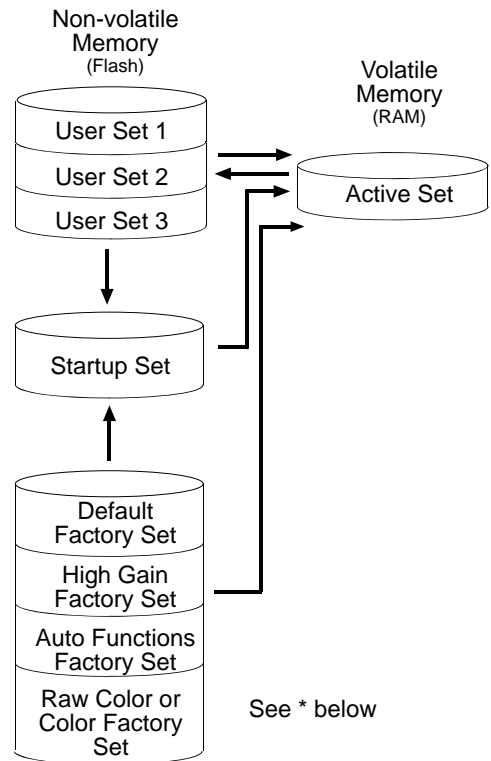 Non-volatile
Memory
(Flash)
Volatile
Memory
(RAM)
User Set 1
User Set 2
User Set 3
Active Set
Startup Set
Default
Factory Set
High Gain
Factory Set
Auto Functions
Factory Set
Raw Color or
Color Factory
Set
See * below